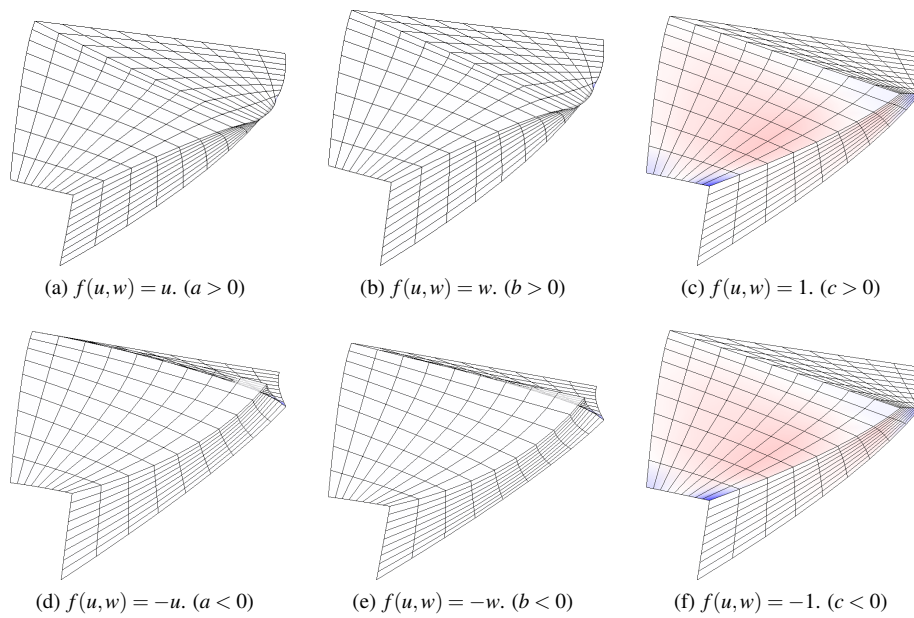 (a) f(u,w) = u. (a > 0)
(b) f(u,w) = w. (b > 0)
(c) f(u,w) = 1. (c > 0)
(d) f(u,w) = −u. (a < 0)
(e) f(u,w) = −w. (b < 0)
(f) f(u,w) = −1. (c < 0)